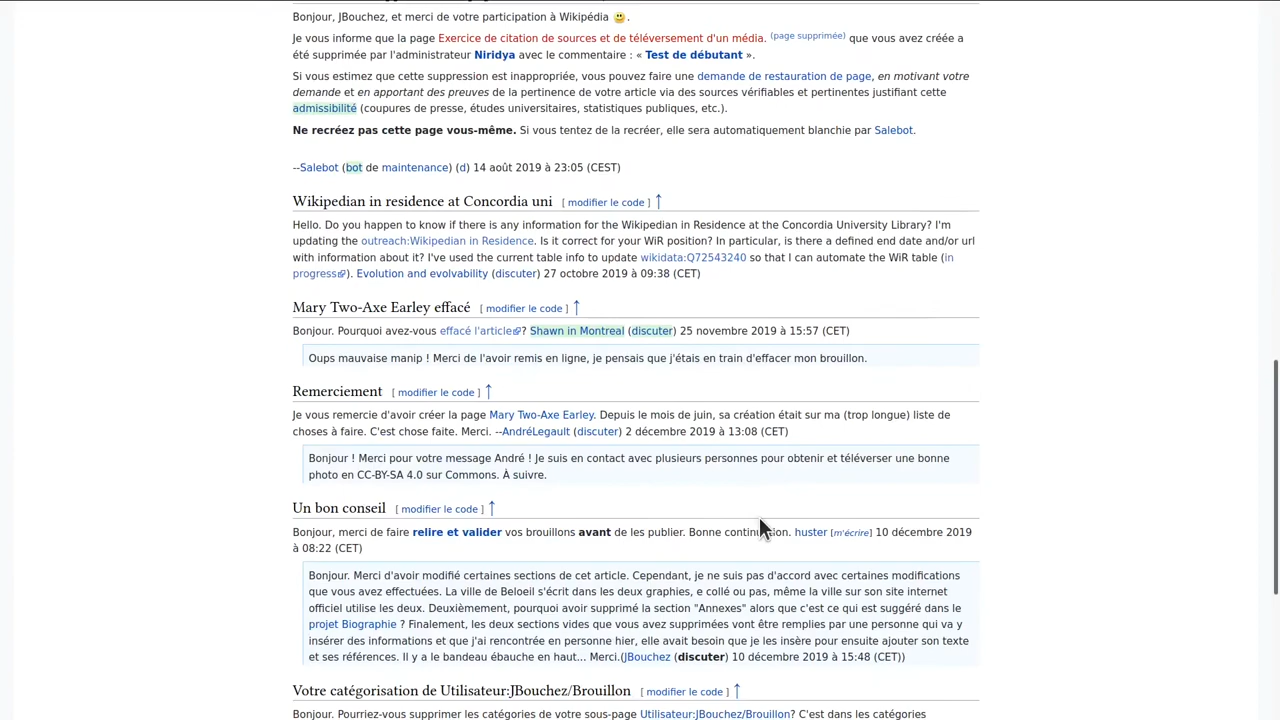 Bonjour, JBouchez, et merci de votre participation à Wikipédia 🙂.
Je vous informe que la page Exercice de citation de sources et de téléversement d'un média. (page supprimée) que vous avez créée a
été supprimée par l'administrateur Niridya avec le commentaire : « Test de débutant ».
Si vous estimez que cette suppression est inappropriée, vous pouvez faire une demande de restauration de page, en motivant votre
demande et en apportant des preuves de la pertinence de votre article via des sources vérifiables et pertinentes justifiant cette
admissibilité (coupures de presse, études universitaires, statistiques publiques, etc.).
Ne recréez pas cette page vous-même. Si vous tentez de la recréer, elle sera automatiquement blanchie par Salebot.
--Salebot (bot de maintenance) (d) 14 août 2019 à 23:05 (CEST)
Wikipedian in residence at Concordia uni [ modifier le code ] ↑
Hello. Do you happen to know if there is any information for the Wikipedian in Residence at the Concordia University Library? I'm
updating the outreach:Wikipedian in Residence. Is it correct for your WiR position? In particular, is there a defined end date and/or url
with information about it? I've used the current table info to update wikidata:Q72543240 so that I can automate the WiR table (in
progress). Evolution and evolvability (discuter) 27 octobre 2019 à 09:38 (CET)
Mary Two-Axe Earley effacé [ modifier le code ] ↑
Bonjour. Pourquoi avez-vous effacé l'article? Shawn in Montreal (discuter) 25 novembre 2019 à 15:57 (CET)
Oups mauvaise manip ! Merci de l'avoir remis en ligne, je pensais que j'étais en train d'effacer mon brouillon.
Remerciement [ modifier le code ] ↑
Je vous remercie d'avoir créer la page Mary Two-Axe Earley. Depuis le mois de juin, sa création était sur ma (trop longue) liste de
choses à faire. C'est chose faite. Merci. --AndréLegault (discuter) 2 décembre 2019 à 13:08 (CET)
Bonjour ! Merci pour votre message André ! Je suis en contact avec plusieurs personnes pour obtenir et téléverser une bonne
photo en CC-BY-SA 4.0 sur Commons. À suivre.
Un bon conseil [ modifier le code ] ↑
Bonjour, merci de faire relire et valider vos brouillons avant de les publier. Bonne continuation. huster [m'écrire] 10 décembre 2019
à 08:22 (CET)
Bonjour. Merci d'avoir modifié certaines sections de cet article. Cependant, je ne suis pas d'accord avec certaines modifications
que vous avez effectuées. La ville de Beloeil s'écrit dans les deux graphies, e collé ou pas, même la ville sur son site internet
officiel utilise les deux. Deuxièmement, pourquoi avoir supprimé la section "Annexes" alors que c'est ce qui est suggéré dans le
projet Biographie ? Finalement, les deux sections vides que vous avez supprimées vont être remplies par une personne qui va y
insérer des informations et que j'ai rencontrée en personne hier, elle avait besoin que je les insère pour ensuite ajouter son texte
et ses références. Il y a le bandeau ébauche en haut... Merci.(JBouchez (discuter) 10 décembre 2019 à 15:48 (CET))
Votre catégorisation de Utilisateur:JBouchez/Brouillon [ modifier le code ] ↑
Bonjour. Pourriez-vous supprimer les catégories de votre sous-page Utilisateur:JBouchez/Brouillon? C'est dans les catégories